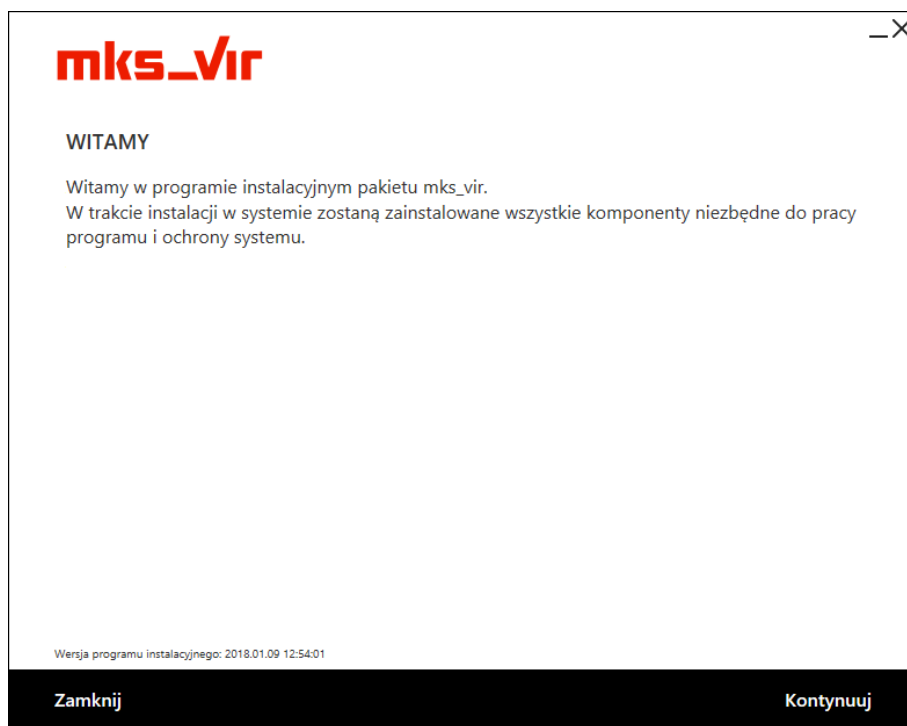 mks_vir
WITAMY
Witamy w programie instalacyjnym pakietu mks_vir.
W trakcie instalacji w systemie zostaną zainstalowane wszystkie komponenty niezbędne do pracy
programu i ochrony systemu.
Wersja programu instalacyjnego: 2018.01.09 12:54:01
Zamknij
Kontynuuj